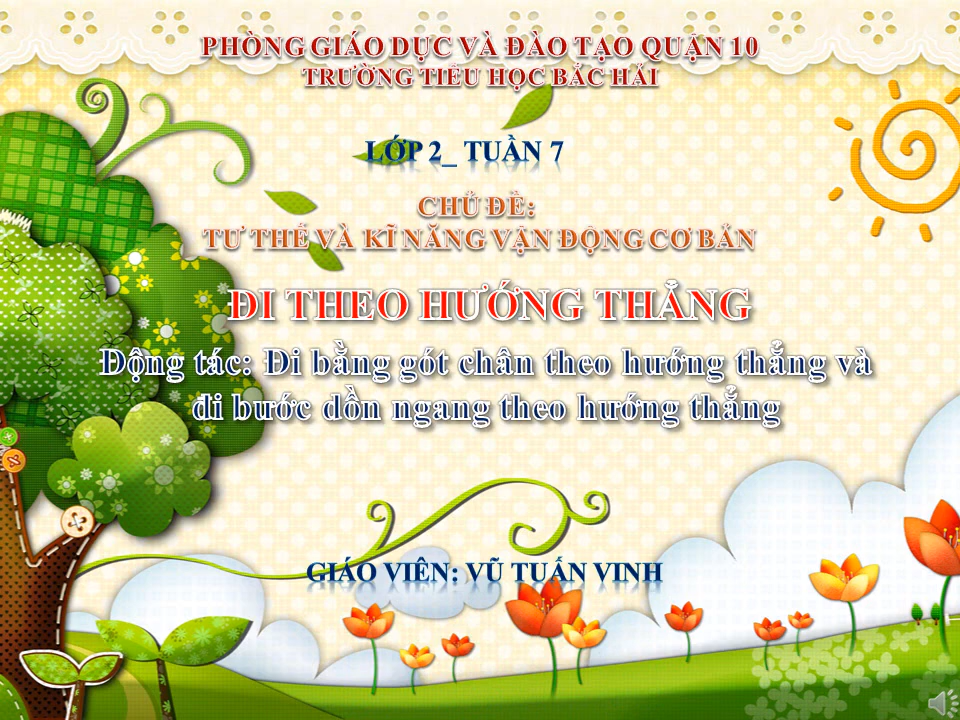 PHÒNG GIÁO DỤC VÀ ĐÀO TẠO QUẬN 10
TRƯỜNG TIỂU HỌC BẮC HẢI
LỚP 2_ TUẦN 7
CHỦ ĐỀ:
TƯ THẾ VÀ KĨ NĂNG VẬN ĐỘNG CƠ BẢN
ĐI THEO HƯỚNG THẲNG
Động tác: Đi bằng gót chân theo hướng thẳng và
đi bước dồn ngang theo hướng thẳng
GIÁO VIÊN: VŨ TUẤN VINH